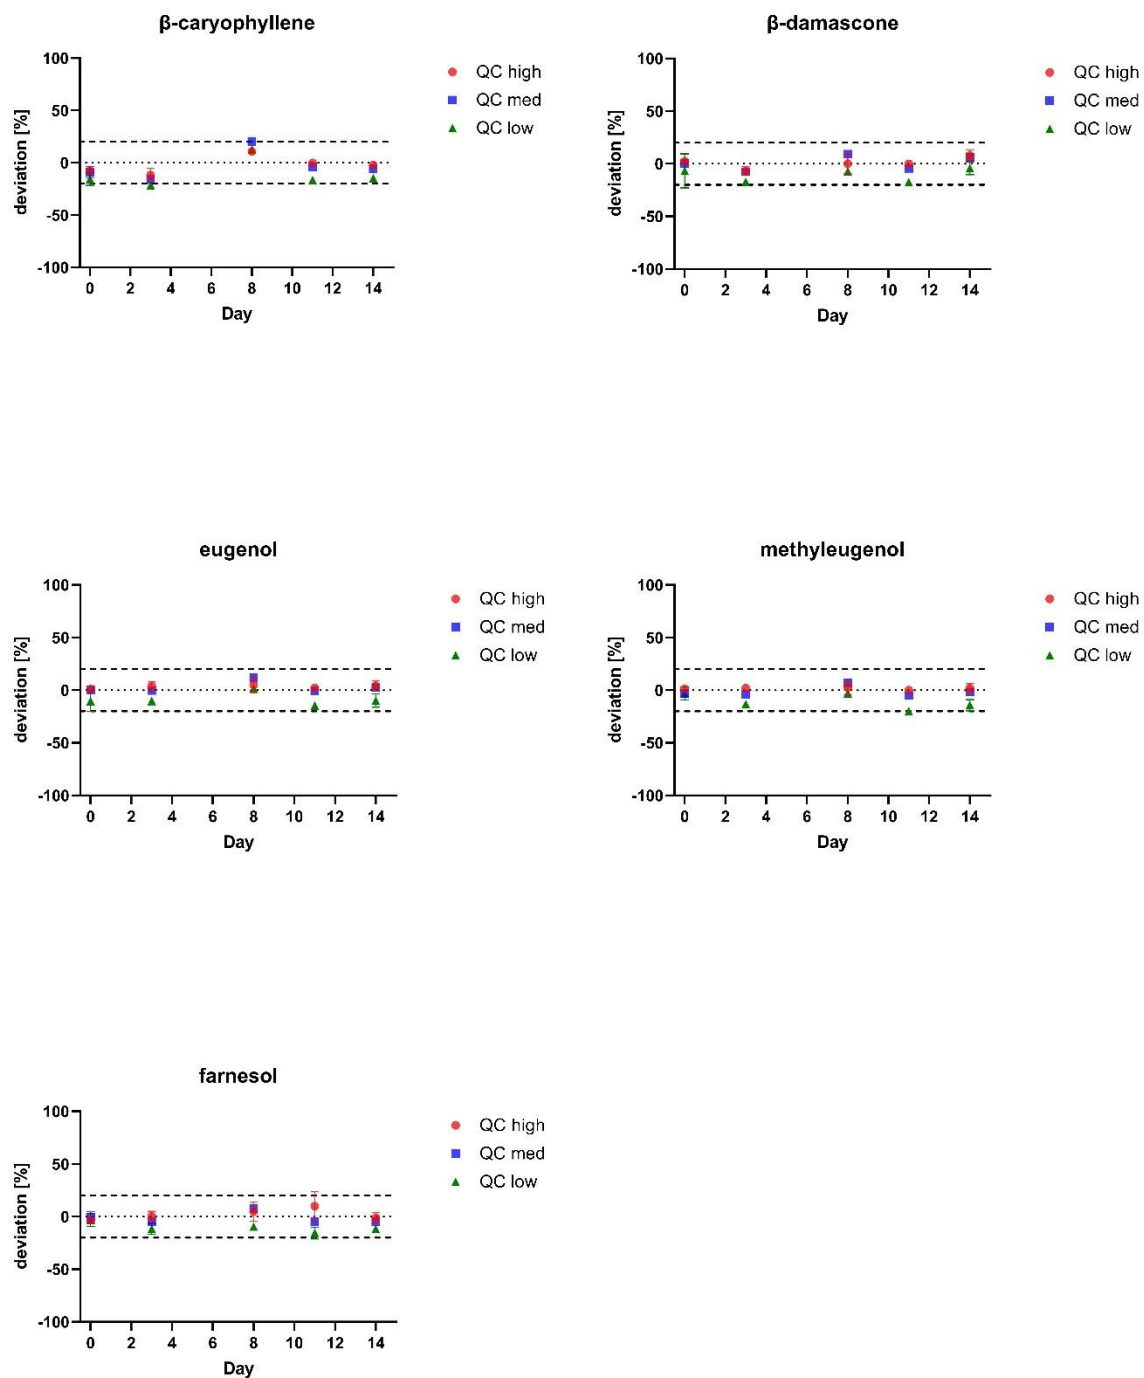 β-caryophyllene
100
50
0
-50
-100
deviation [%]
0 2 4 6 8 10 12 14
Day
QC high
QC med
QC low
β-damascone
100
50
0
-50
-100
deviation [%]
0 2 4 6 8 10 12 14
Day
QC high
QC med
QC low
eugenol
100
50
0
-50
-100
deviation [%]
0 2 4 6 8 10 12 14
Day
QC high
QC med
QC low
methyleugenol
100
50
0
-50
-100
deviation [%]
0 2 4 6 8 10 12 14
Day
QC high
QC med
QC low
farnesol
100
50
0
-50
-100
deviation [%]
0 2 4 6 8 10 12 14
Day
QC high
QC med
QC low